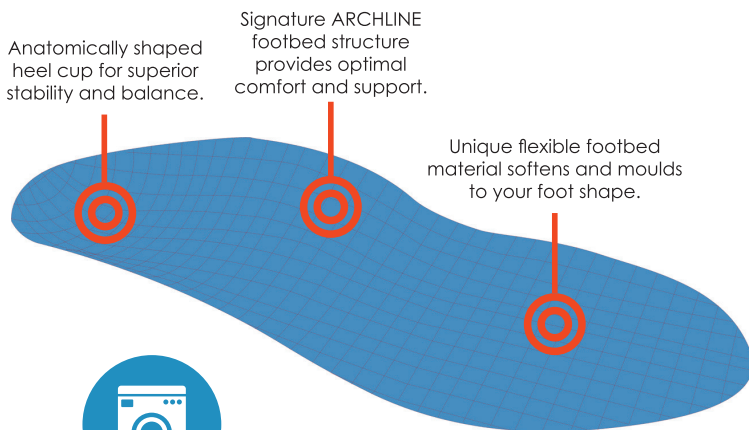 Anatomically shaped
heel cup for superior
stability and balance.
Signature ARCHLINE
footbed structure
provides optimal
comfort and support.
Unique flexible footbed
material softens and moulds
to your foot shape.